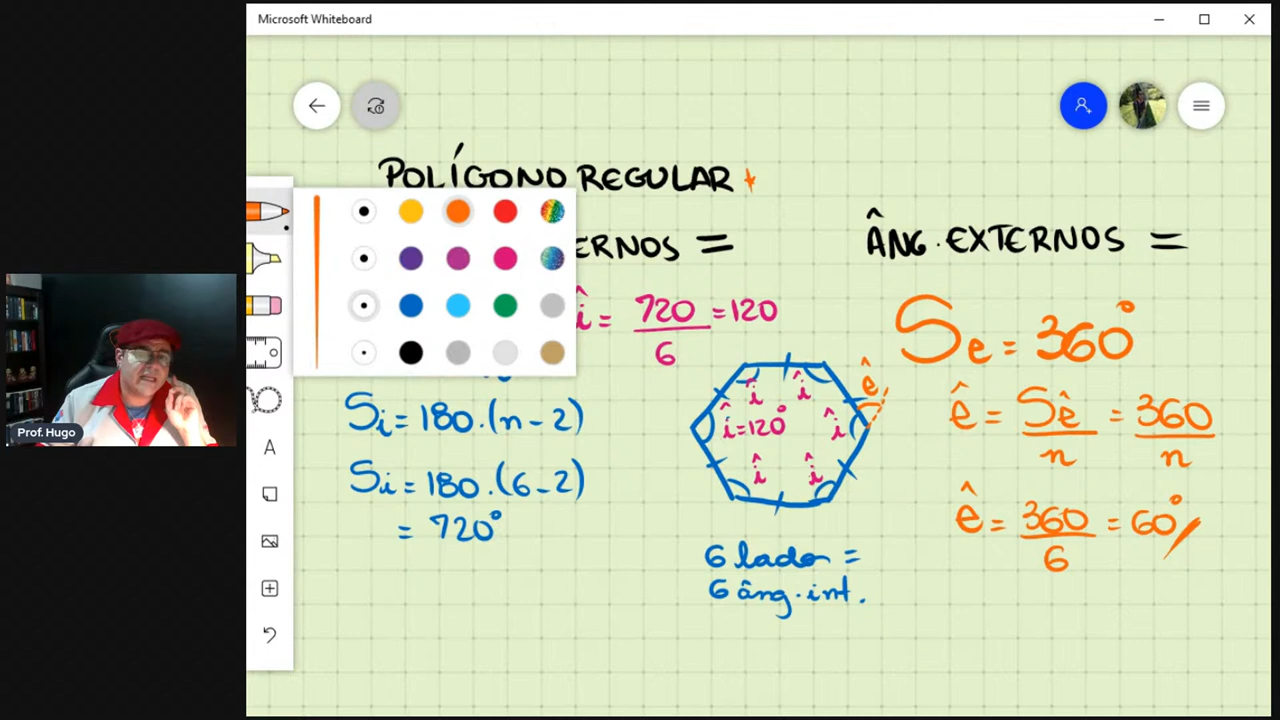 Microsoft Whiteboard
POLÍGONO REGULAR
ERNOS =
î = 720/6 = 120
Si = 180.(n-2)
Si = 180.(6-2)
= 720°
î
î
î=120°
î
î
î
ê
6 lados =
6 âng.int.
ÂNG.EXTERNOS =
Se = 360°
ê = Sê/n = 360/n
ê = 360/6 = 60°
A
Prof. Hugo